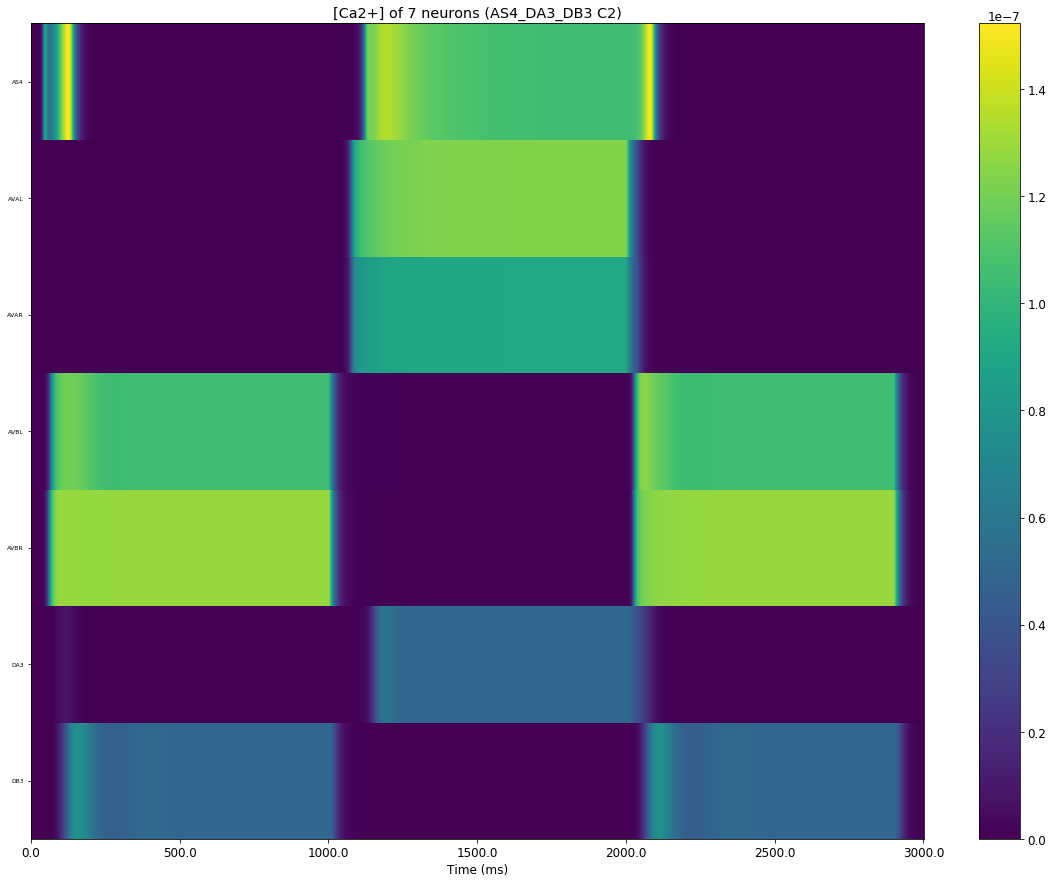 [Ca2+] of 7 neurons (AS4_DA3_DB3 C2)
1e−7
AS4
AVAL
AVAR
AVBL
AVBR
DA3
DB3
1.4
1.2
1.0
0.8
0.6
0.4
0.2
0.0
0.0 500.0 1000.0 1500.0 2000.0 2500.0 3000.0
Time (ms)